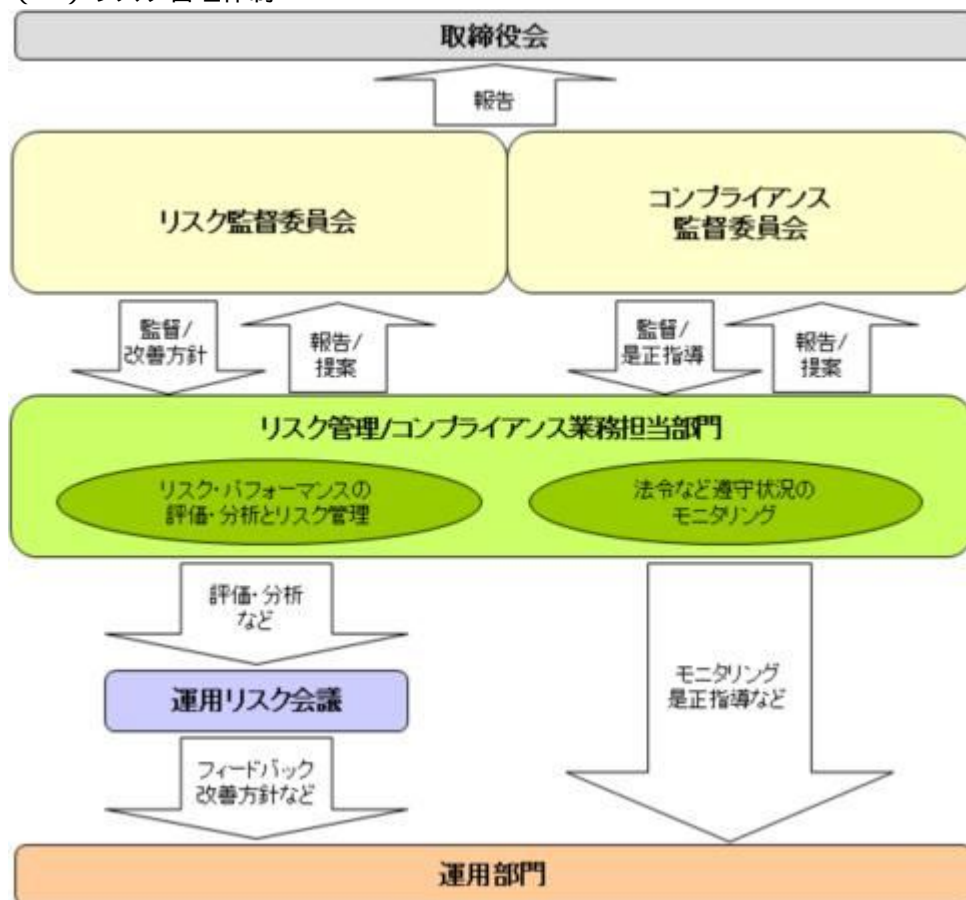 取締役会
報告
リスク監督委員会
コンプライアンス
監督委員会
監督/
改善方針
報告/
提案
監督/
是正指導
報告/
提案
リスク管理/コンプライアンス業務担当部門
リスク・パフォーマンスの
評価・分析とリスク管理
法令など遵守状況の
モニタリング
評価・分析
など
運用リスク会議
モニタリング
是正指導など
フィードバック
改善方針など
運用部門